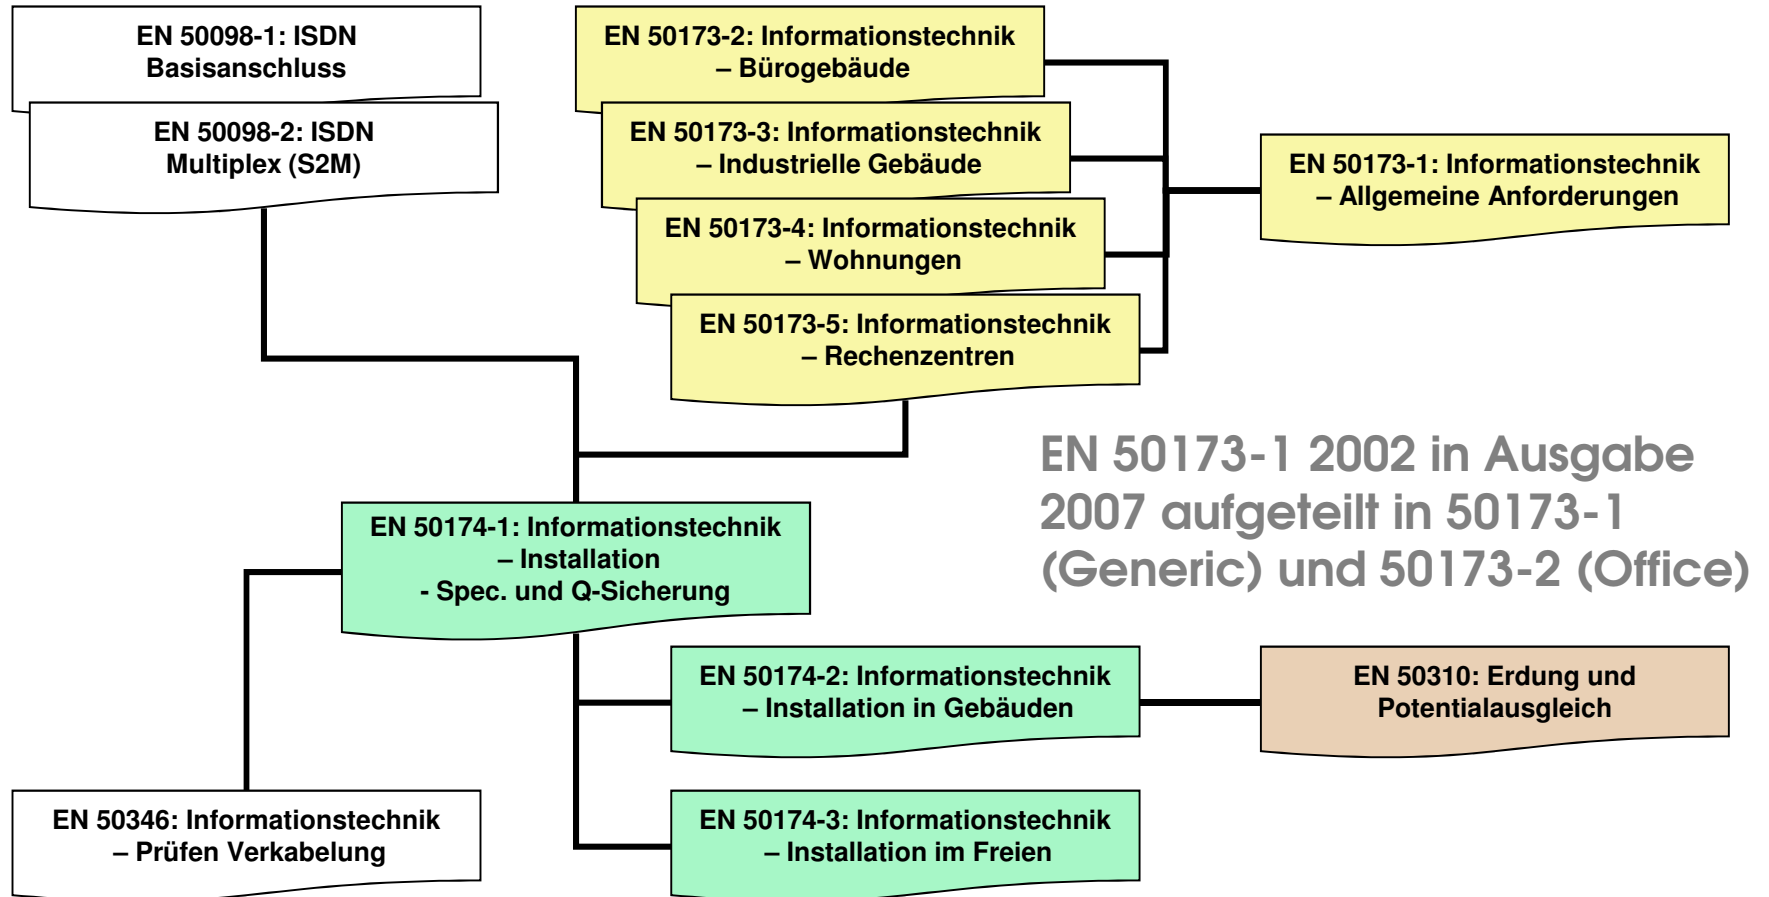 EN 50098-1: ISDN
Basisanschluss
EN 50098-2: ISDN
Multiplex (S2M)
EN 50173-2: Informationstechnik
– Bürogebäude
EN 50173-3: Informationstechnik
– Industrielle Gebäude
EN 50173-4: Informationstechnik
– Wohnungen
EN 50173-5: Informationstechnik
– Rechenzentren
EN 50173-1: Informationstechnik
– Allgemeine Anforderungen
EN 50173-1 2002 in Ausgabe
2007 aufgeteilt in 50173-1
(Generic) und 50173-2 (Office)
EN 50174-1: Informationstechnik
– Installation
- Spec. und Q-Sicherung
EN 50174-2: Informationstechnik
– Installation in Gebäuden
EN 50310: Erdung und
Potentialausgleich
EN 50346: Informationstechnik
– Prüfen Verkabelung
EN 50174-3: Informationstechnik
– Installation im Freien